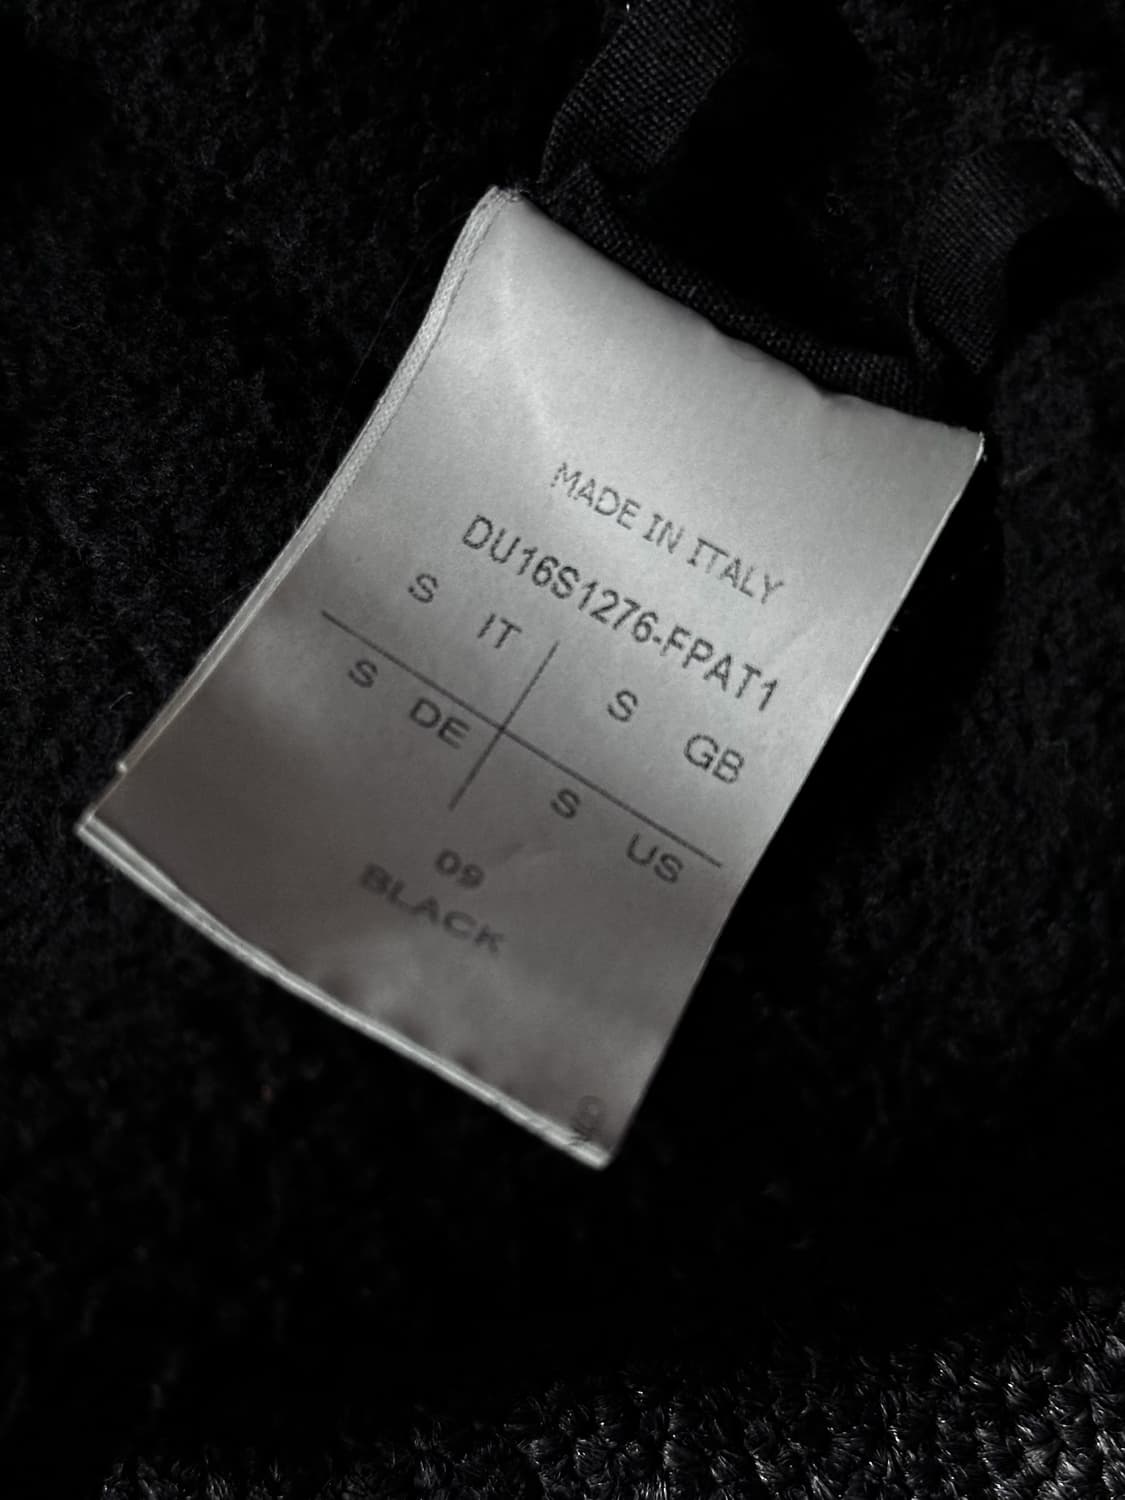 MADE IN ITALY
DU16S1276-FPAT1
S IT S GB
S DE S US
09
BLACK